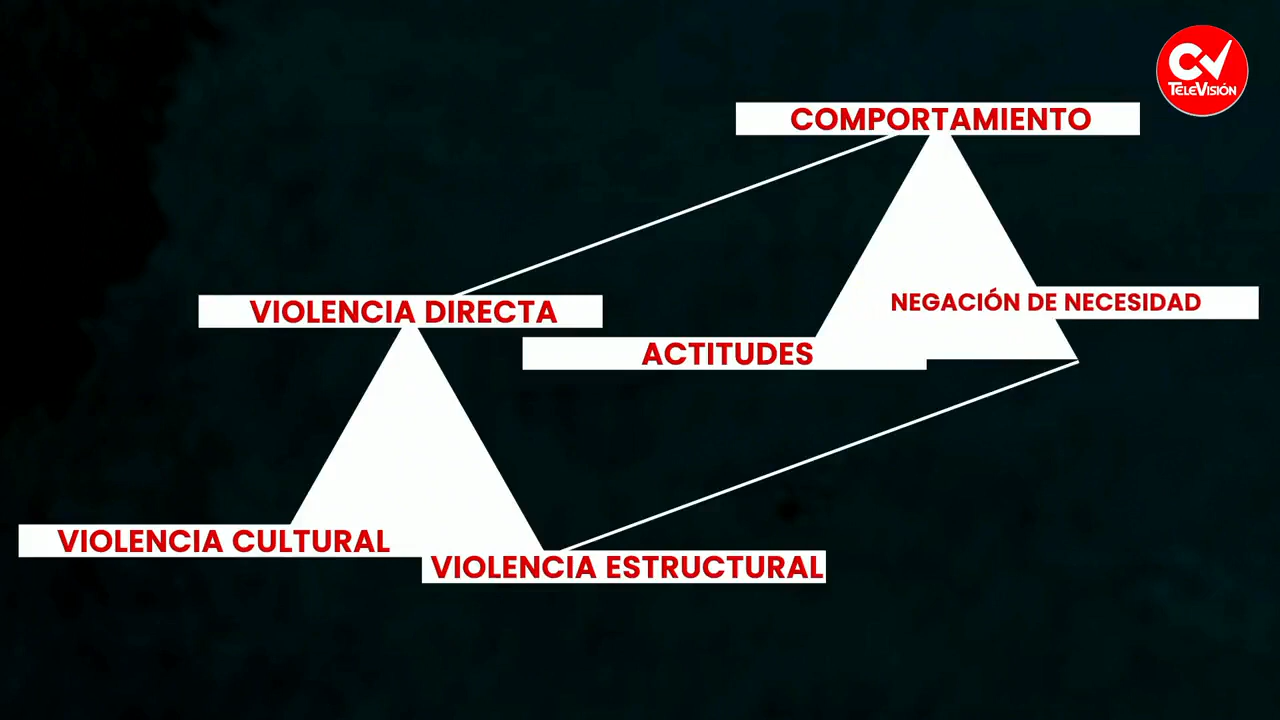 CV
TELEVISIÓN
COMPORTAMIENTO
NEGACIÓN DE NECESIDAD
VIOLENCIA DIRECTA
ACTITUDES
VIOLENCIA CULTURAL
VIOLENCIA ESTRUCTURAL